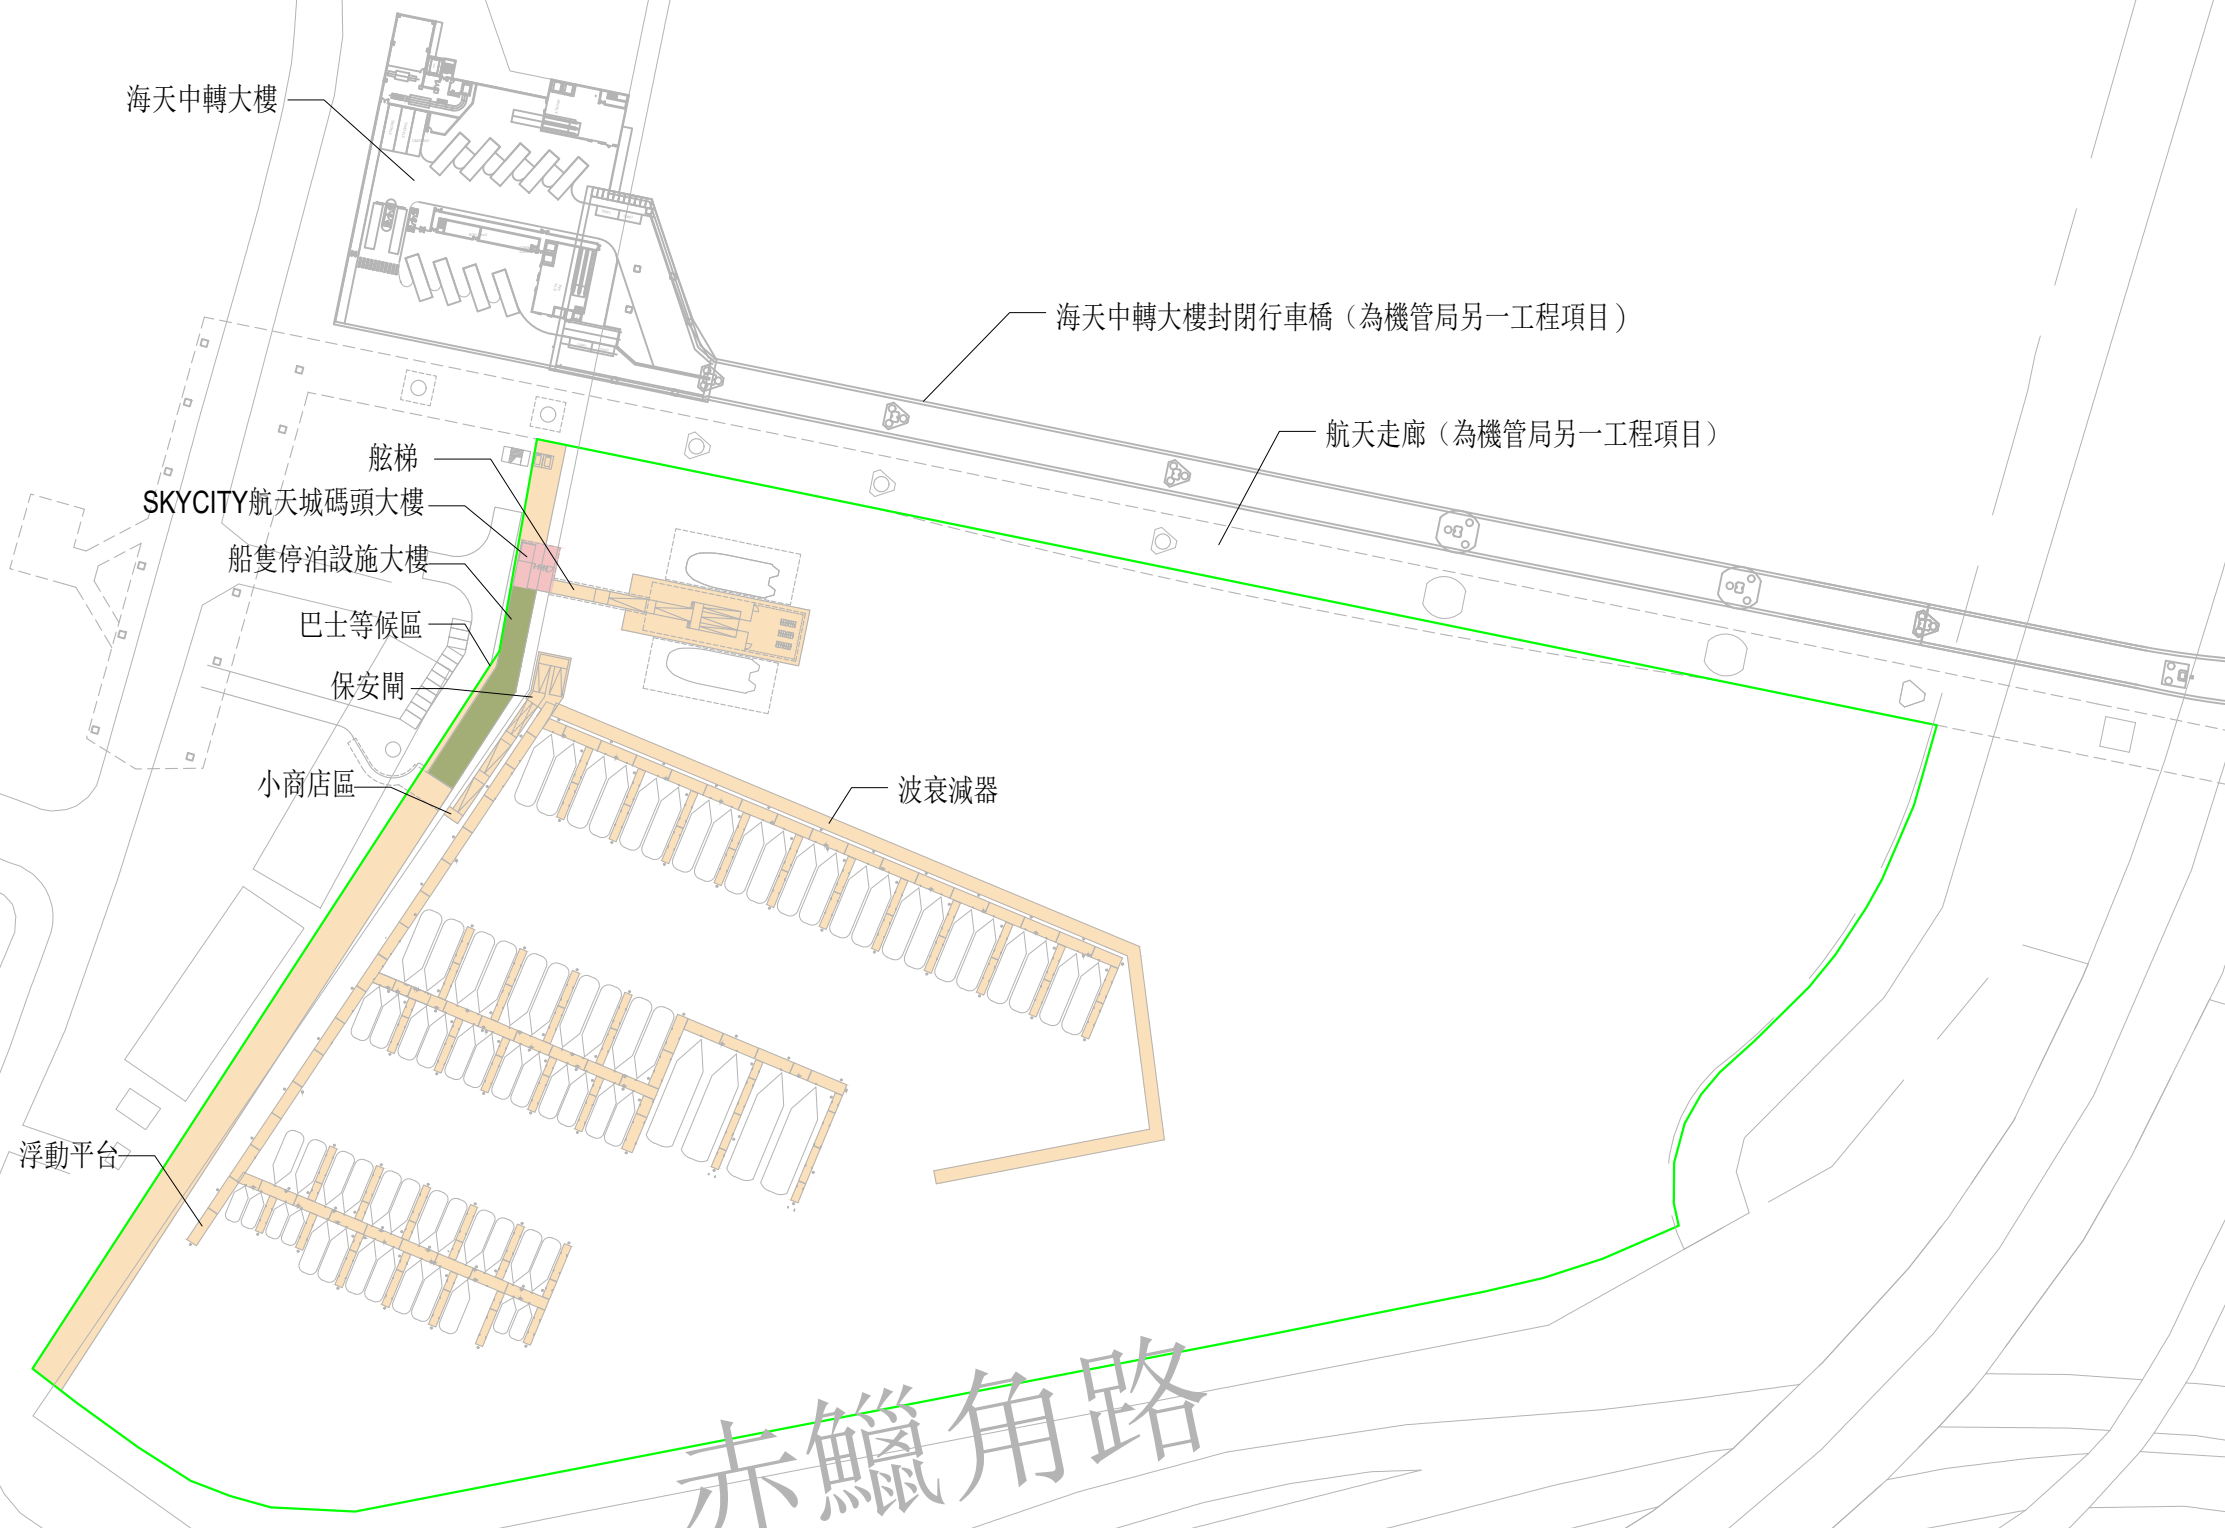 海天中轉大樓
海天中轉大樓封閉行車橋（為機管局另一工程項目）
航天走廊（為機管局另一工程項目）
舷梯
SKYCITY航天城碼頭大樓
船隻停泊設施大樓
巴士等候區
保安閘
小商店區
波衰減器
浮動平台
赤鱲角路